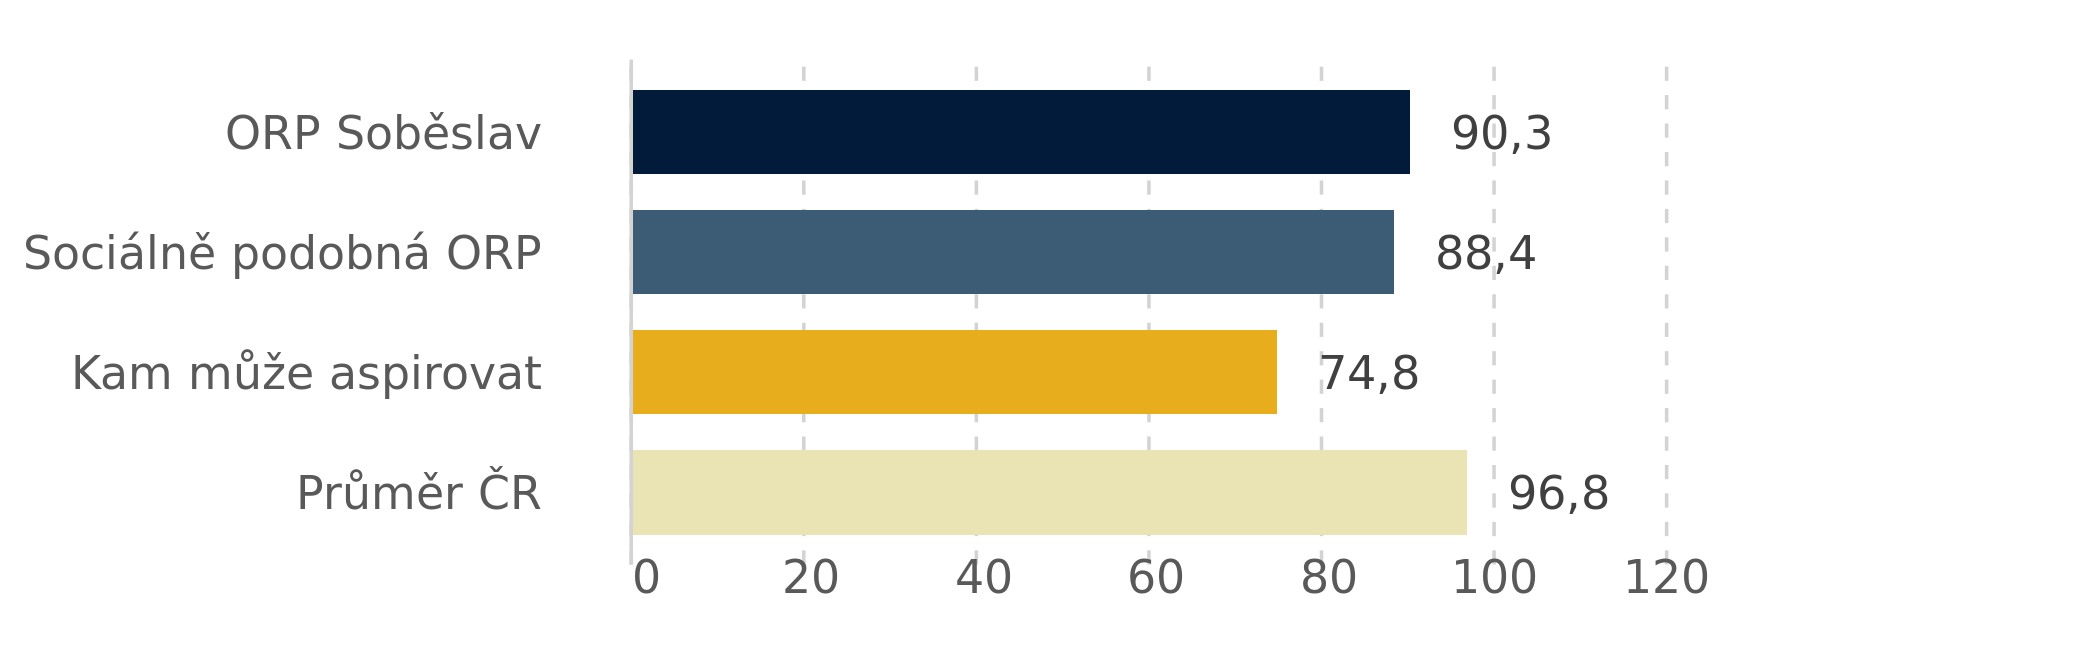 ORP Soběslav 90,3
Sociálně podobná ORP 88,4
Kam může aspirovat 74,8
Průměr ČR 96,8
0 20 40 60 80 100 120